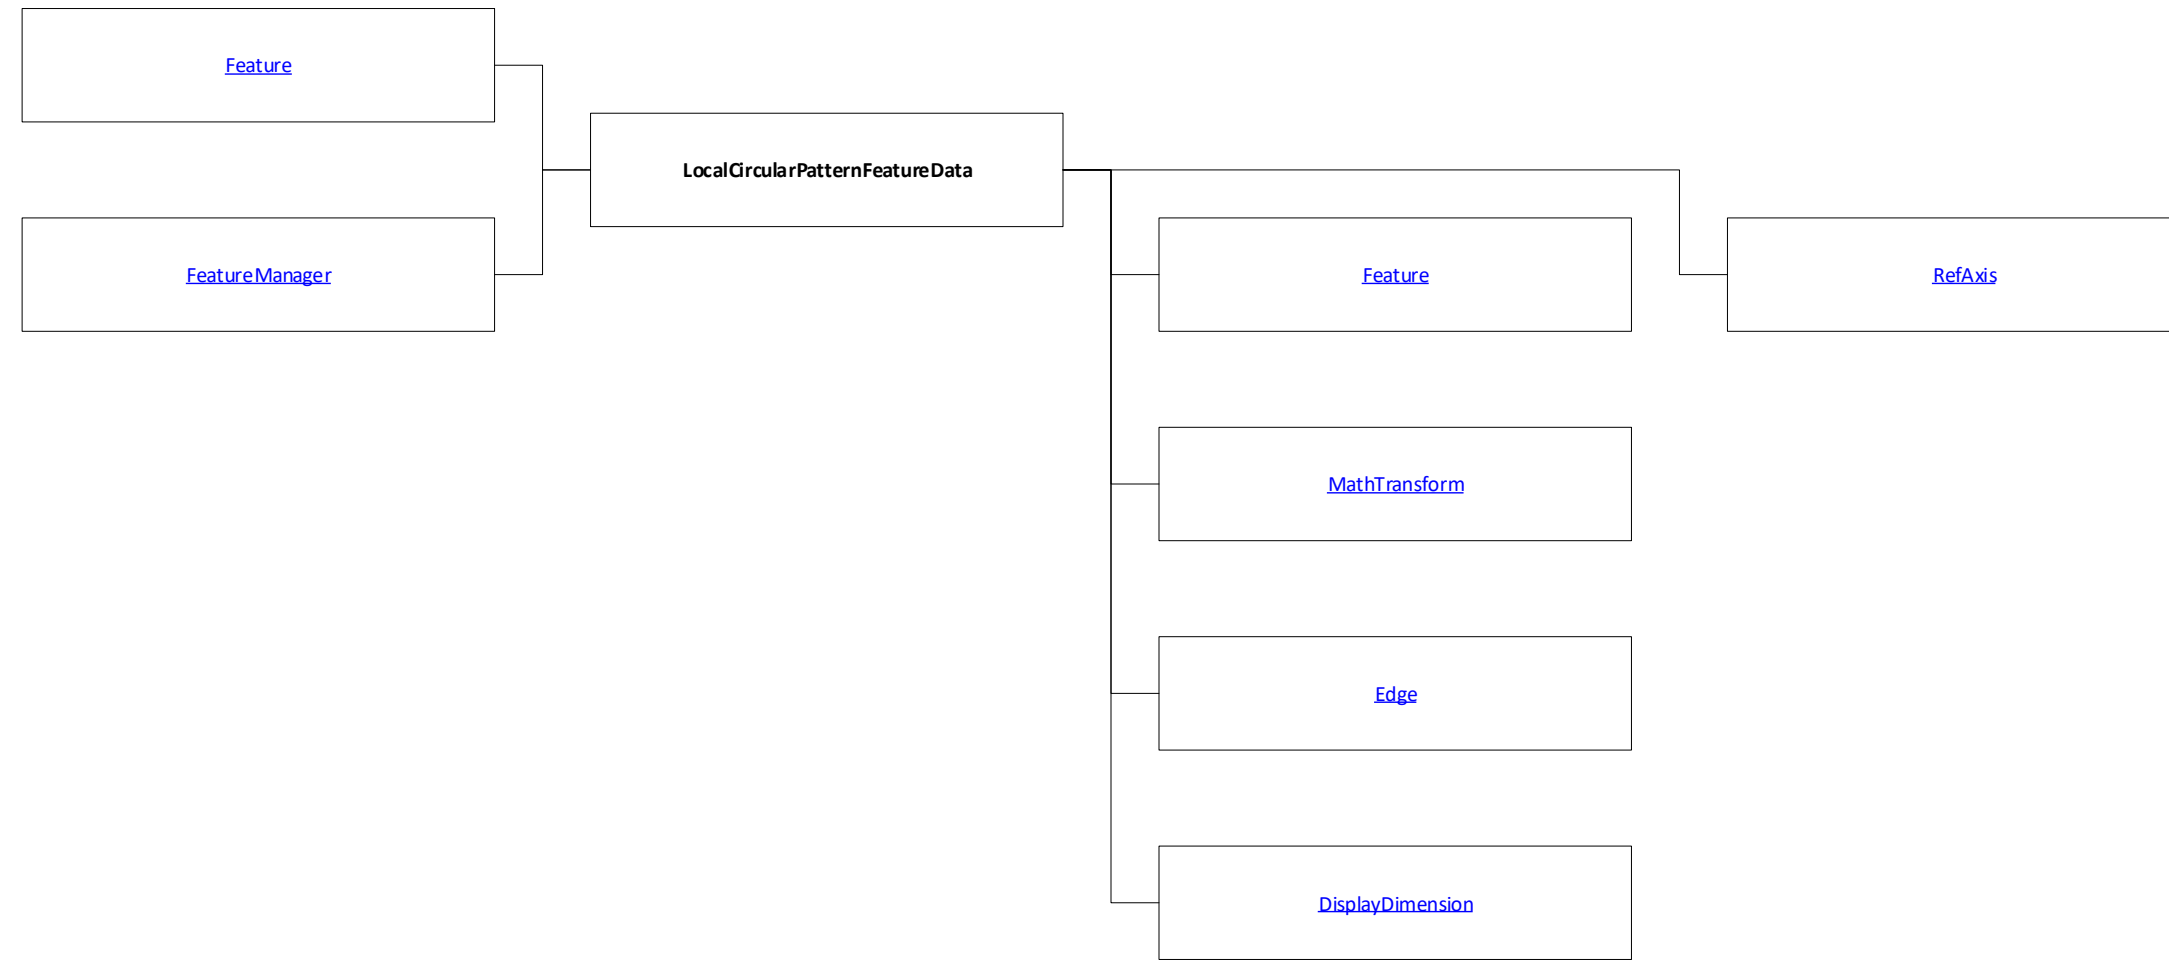 Feature
LocalCircularPatternFeatureData
FeatureManager
Feature
RefAxis
MathTransform
Edge
DisplayDimension